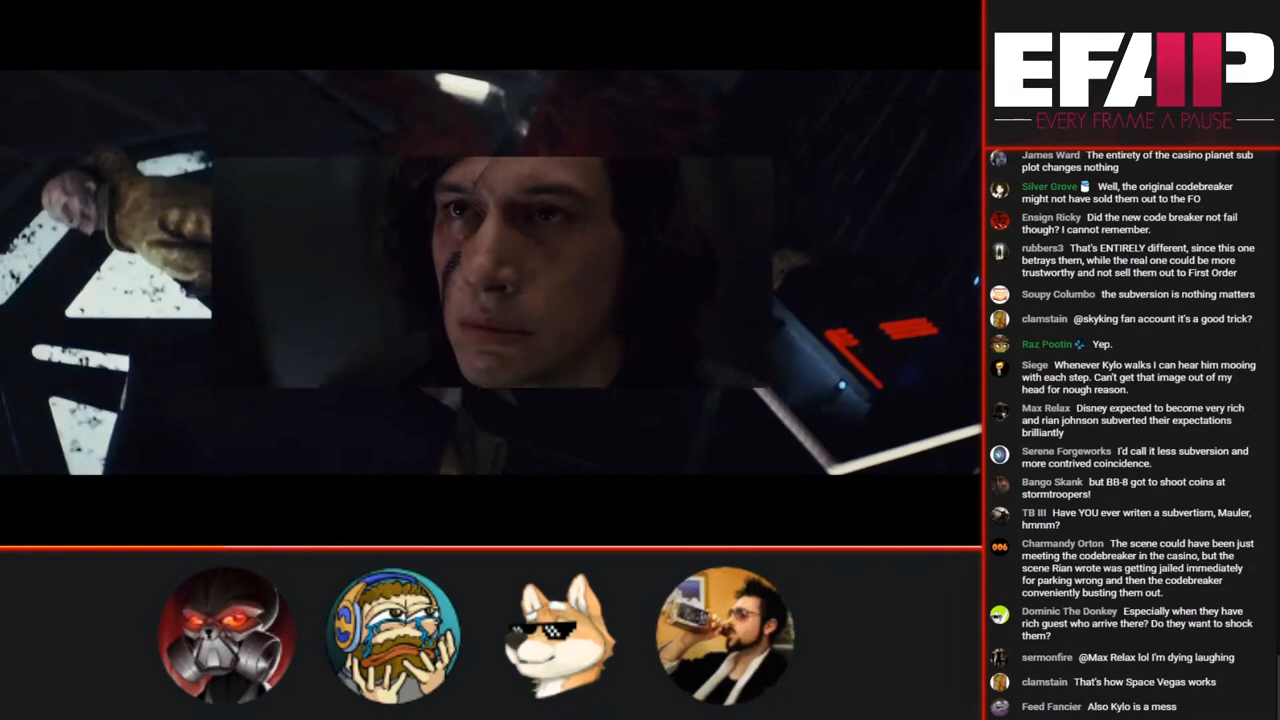 EFAP
EVERY FRAME A PAUSE
James Ward The entirety of the casino planet sub
plot changes nothing
Silver Grove Well, the original codebreaker
might not have sold them out to the FO
Ensign Ricky Did the new code breaker not fail
though? I cannot remember.
rubbers3 That's ENTIRELY different, since this one
betrays them, while the real one could be more
trustworthy and not sell them out to First Order
Soupy Columbo the subversion is nothing matters
clamstain @skyking fan account it's a good trick?
Raz Pootin Yep.
Siege Whenever Kylo walks I can hear him mooing
with each step. Can't get that image out of my
head for nough reason.
Max Relax Disney expected to become very rich
and rian johnson subverted their expectations
brilliantly
Serene Forgeworks I'd call it less subversion and
more contrived coincidence.
Bango Skank but BB-8 got to shoot coins at
stormtroopers!
TB III Have YOU ever writen a subvertism, Mauler,
hmmm?
006
Charmandy Orton The scene could have been just
meeting the codebreaker in the casino, but the
scene Rian wrote was getting jailed immediately
for parking wrong and then the codebreaker
conveniently busting them out.
Dominic The Donkey Especially when they have
rich guest who arrive there? Do they want to shock
them?
sermonfire @Max Relax lol I'm dying laughing
clamstain That's how Space Vegas works
Feed Fancier Also Kylo is a mess